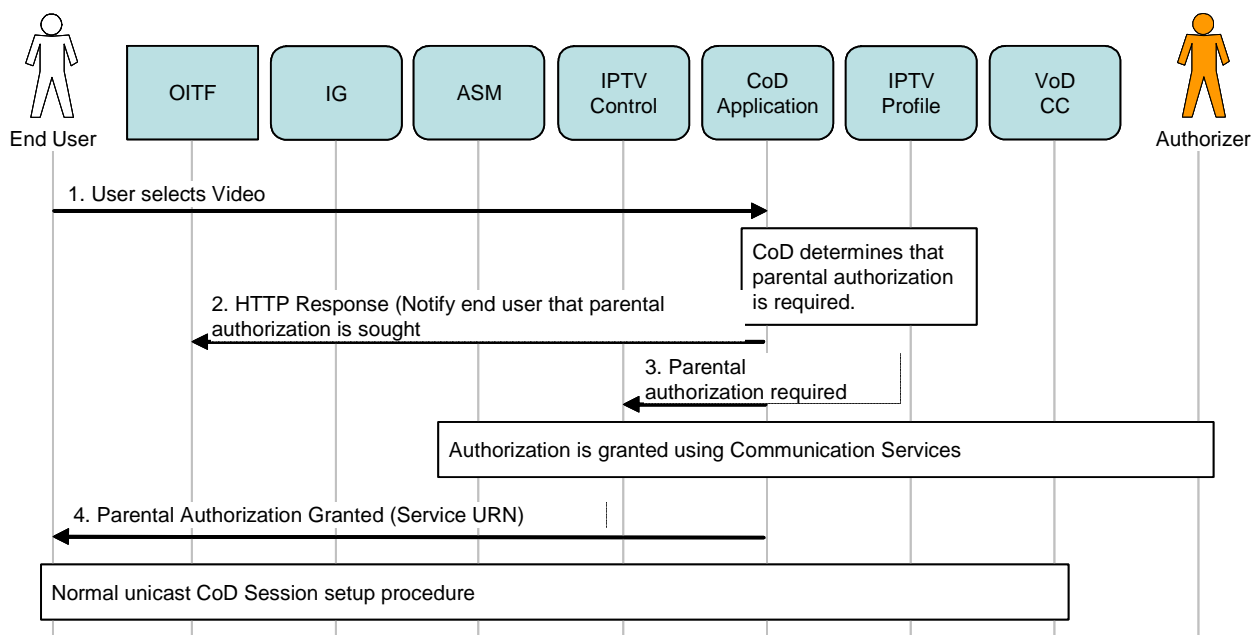 End User
OITF
IG
ASM
IPTV
Control
CoD
Application
IPTV
Profile
VoD
CC
Authorizer
1. User selects Video
CoD determines that
parental authorization
is required.
2. HTTP Response (Notify end user that parental
authorization is sought
3. Parental
authorization required
Authorization is granted using Communication Services
4. Parental Authorization Granted (Service URN)
Normal unicast CoD Session setup procedure